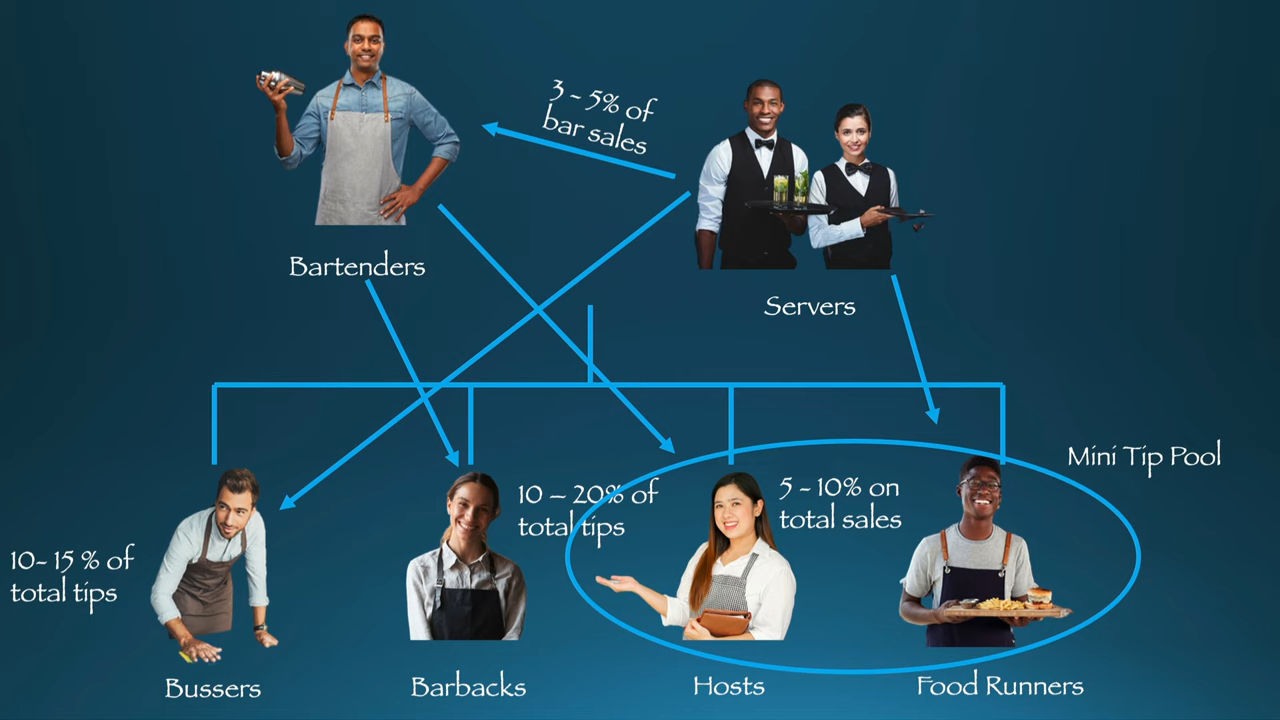 3 - 5% of
bar sales
Bartenders
Servers
Mini Tip Pool
10 – 20% of
total tips
5 - 10% on
total sales
10- 15 % of
total tips
Bussers
Barbacks
Hosts
Food Runners